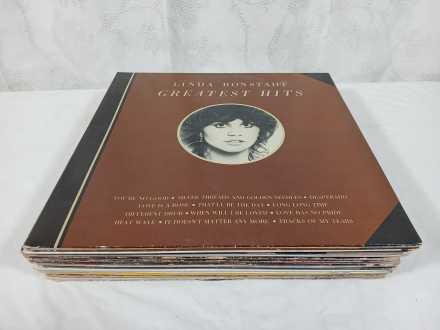 LINDA RONSTADT
GREATEST HITS
YOU'RE NO GOOD • SILVER THREADS AND GOLDEN NEEDLES • DESPERADO
LOVE IS A ROSE • THAT'LL BE THE DAY • LONG LONG TIME
DIFFERENT DRUM • WHEN WILL I BE LOVED • LOVE HAS NO PRIDE
HEAT WAVE • IT DOESN'T MATTER ANY MORE • TRACKS OF MY TEARS